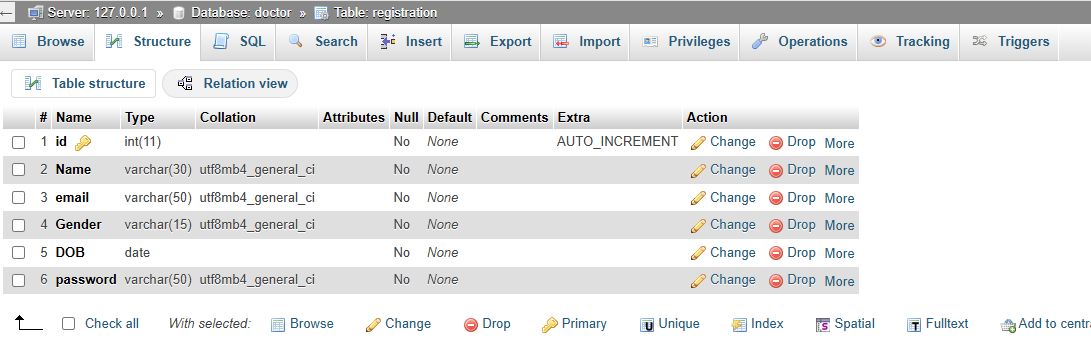 Server: 127.0.0.1 » Database: doctor » Table: registration
Browse Structure SQL Search Insert Export Import Privileges Operations Tracking Triggers
Table structure Relation view
# Name Type Collation Attributes Null Default Comments Extra Action
1 id int(11) No None AUTO_INCREMENT Change Drop More
2 Name varchar(30) utf8mb4_general_ci No None Change Drop More
3 email varchar(50) utf8mb4_general_ci No None Change Drop More
4 Gender varchar(15) utf8mb4_general_ci No None Change Drop More
5 DOB date No None Change Drop More
6 password varchar(50) utf8mb4_general_ci No None Change Drop More
Check all With selected: Browse Change Drop Primary Unique Index Spatial Fulltext Add to centr